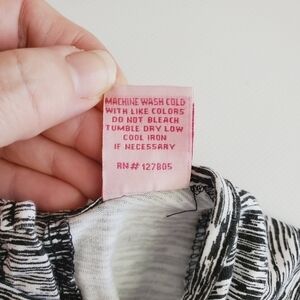 MACHINE WASH COLD
WITH LIKE COLORS
DO NOT BLEACH
TUMBLE DRY LOW
COOL IRON
IF NECESSARY
RN# 127805